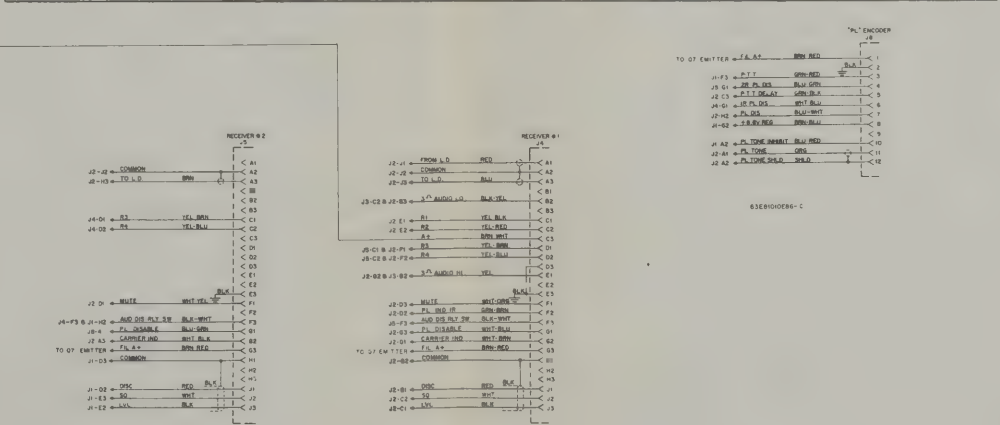 RECEIVER #2
J5
A1
J2-J2 COMMON A2
J2-H3 TO L.D. BRN A3
B2
B3
J4-D1 R3 YEL BRN C1
J4-D2 R4 YEL-BLU C2
C3
D1
D2
D3
E1
E2
BLK E3
J2 D1 MUTE WHT-YEL F1
F2
J4-F3 & J1-H2 AUD DIS RLY SW BLK-WHT F3
J8-4 PL DISABLE BLU-GRN G1
J2 A3 CARRIER IND WHT BLK G2
TO Q7 EMITTER FIL A+ BRN RED G3
J1-D3 COMMON H1
H2
H3
J1-D2 DISC RED BLK J1
J1-E3 SQ WHT J2
J1-E2 LVL BLK J3
RECEIVER #1
J4
J2-J1 FROM L.D. RED A1
J2-J2 COMMON A2
J2-J3 TO L.D. BLU A3
B1
J3-C2 & J2-B3 3Ω AUDIO LO BLK-YEL B2
B3
J2 E1 R1 YEL BLK C1
J2 E2 R2 YEL-RED C2
A+ BRN WHT C3
J5-C1 & J2-F1 R3 YEL-BRN D1
J5-C2 & J2-F2 R4 YEL-BLU D2
D3
J2-B2 & J3-B2 3Ω AUDIO HI YEL E1
E2
BLK E3
J2-D3 MUTE WHT-ORG F1
J2-D2 PL IND IR GRN-BRN F2
J5-F3 AUD DIS RLY SW BLK-WHT F3
J2-G3 PL DISABLE WHT-BLU G1
J2-G1 CARRIER IND WHT-BRN G2
TO Q7 EMITTER FIL A+ BRN-RED G3
J2-B2 COMMON
H2
H3
J2-B1 DISC RED BLK J1
J2-C2 SQ WHT J2
J2-C1 LVL BLK J3
"PL" ENCODER
J8
TO Q7 EMITTER FIL A+ BRN RED 1
BLK 2
J1-F3 PTT GRN-RED 3
J5 G1 2R PL DIS BLU GRN 4
J2 C3 PTT DELAY GRN-BLK 5
J4-G1 IR PL DIS WHT BLU 6
J2-H2 PL DIS BLU-WHT 7
J1-G2 +9.8V REG BRN-BLU 8
9
J1 A2 PL TONE INHIBIT BLU-RED 10
J2-A1 PL TONE ORG 11
J2 A2 PL TONE SHLD SHLD 12
63E81010E86-C